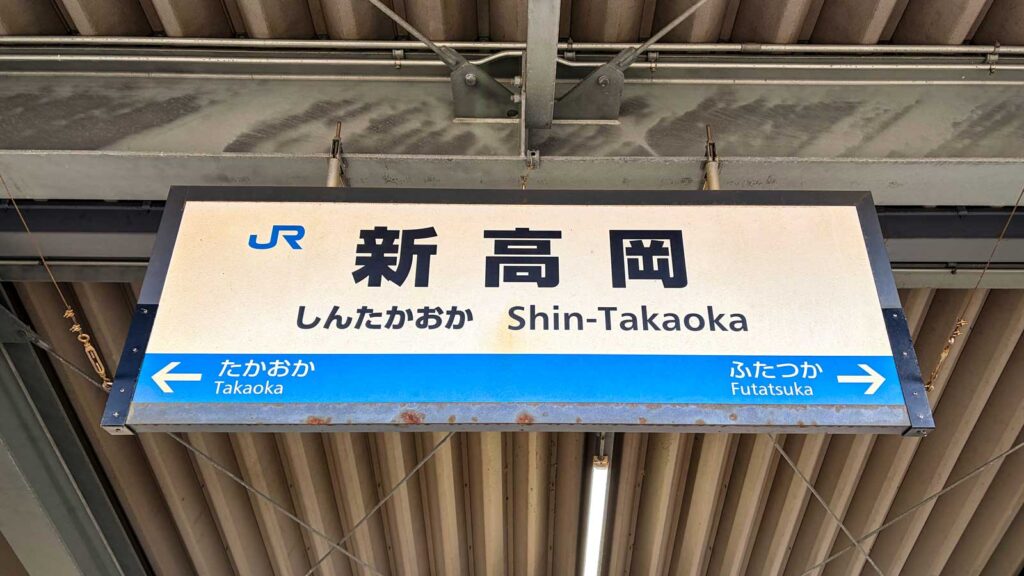 JR 新高岡
しんたかおか Shin-Takaoka
← たかおか ふたつか →
Takaoka Futatsuka